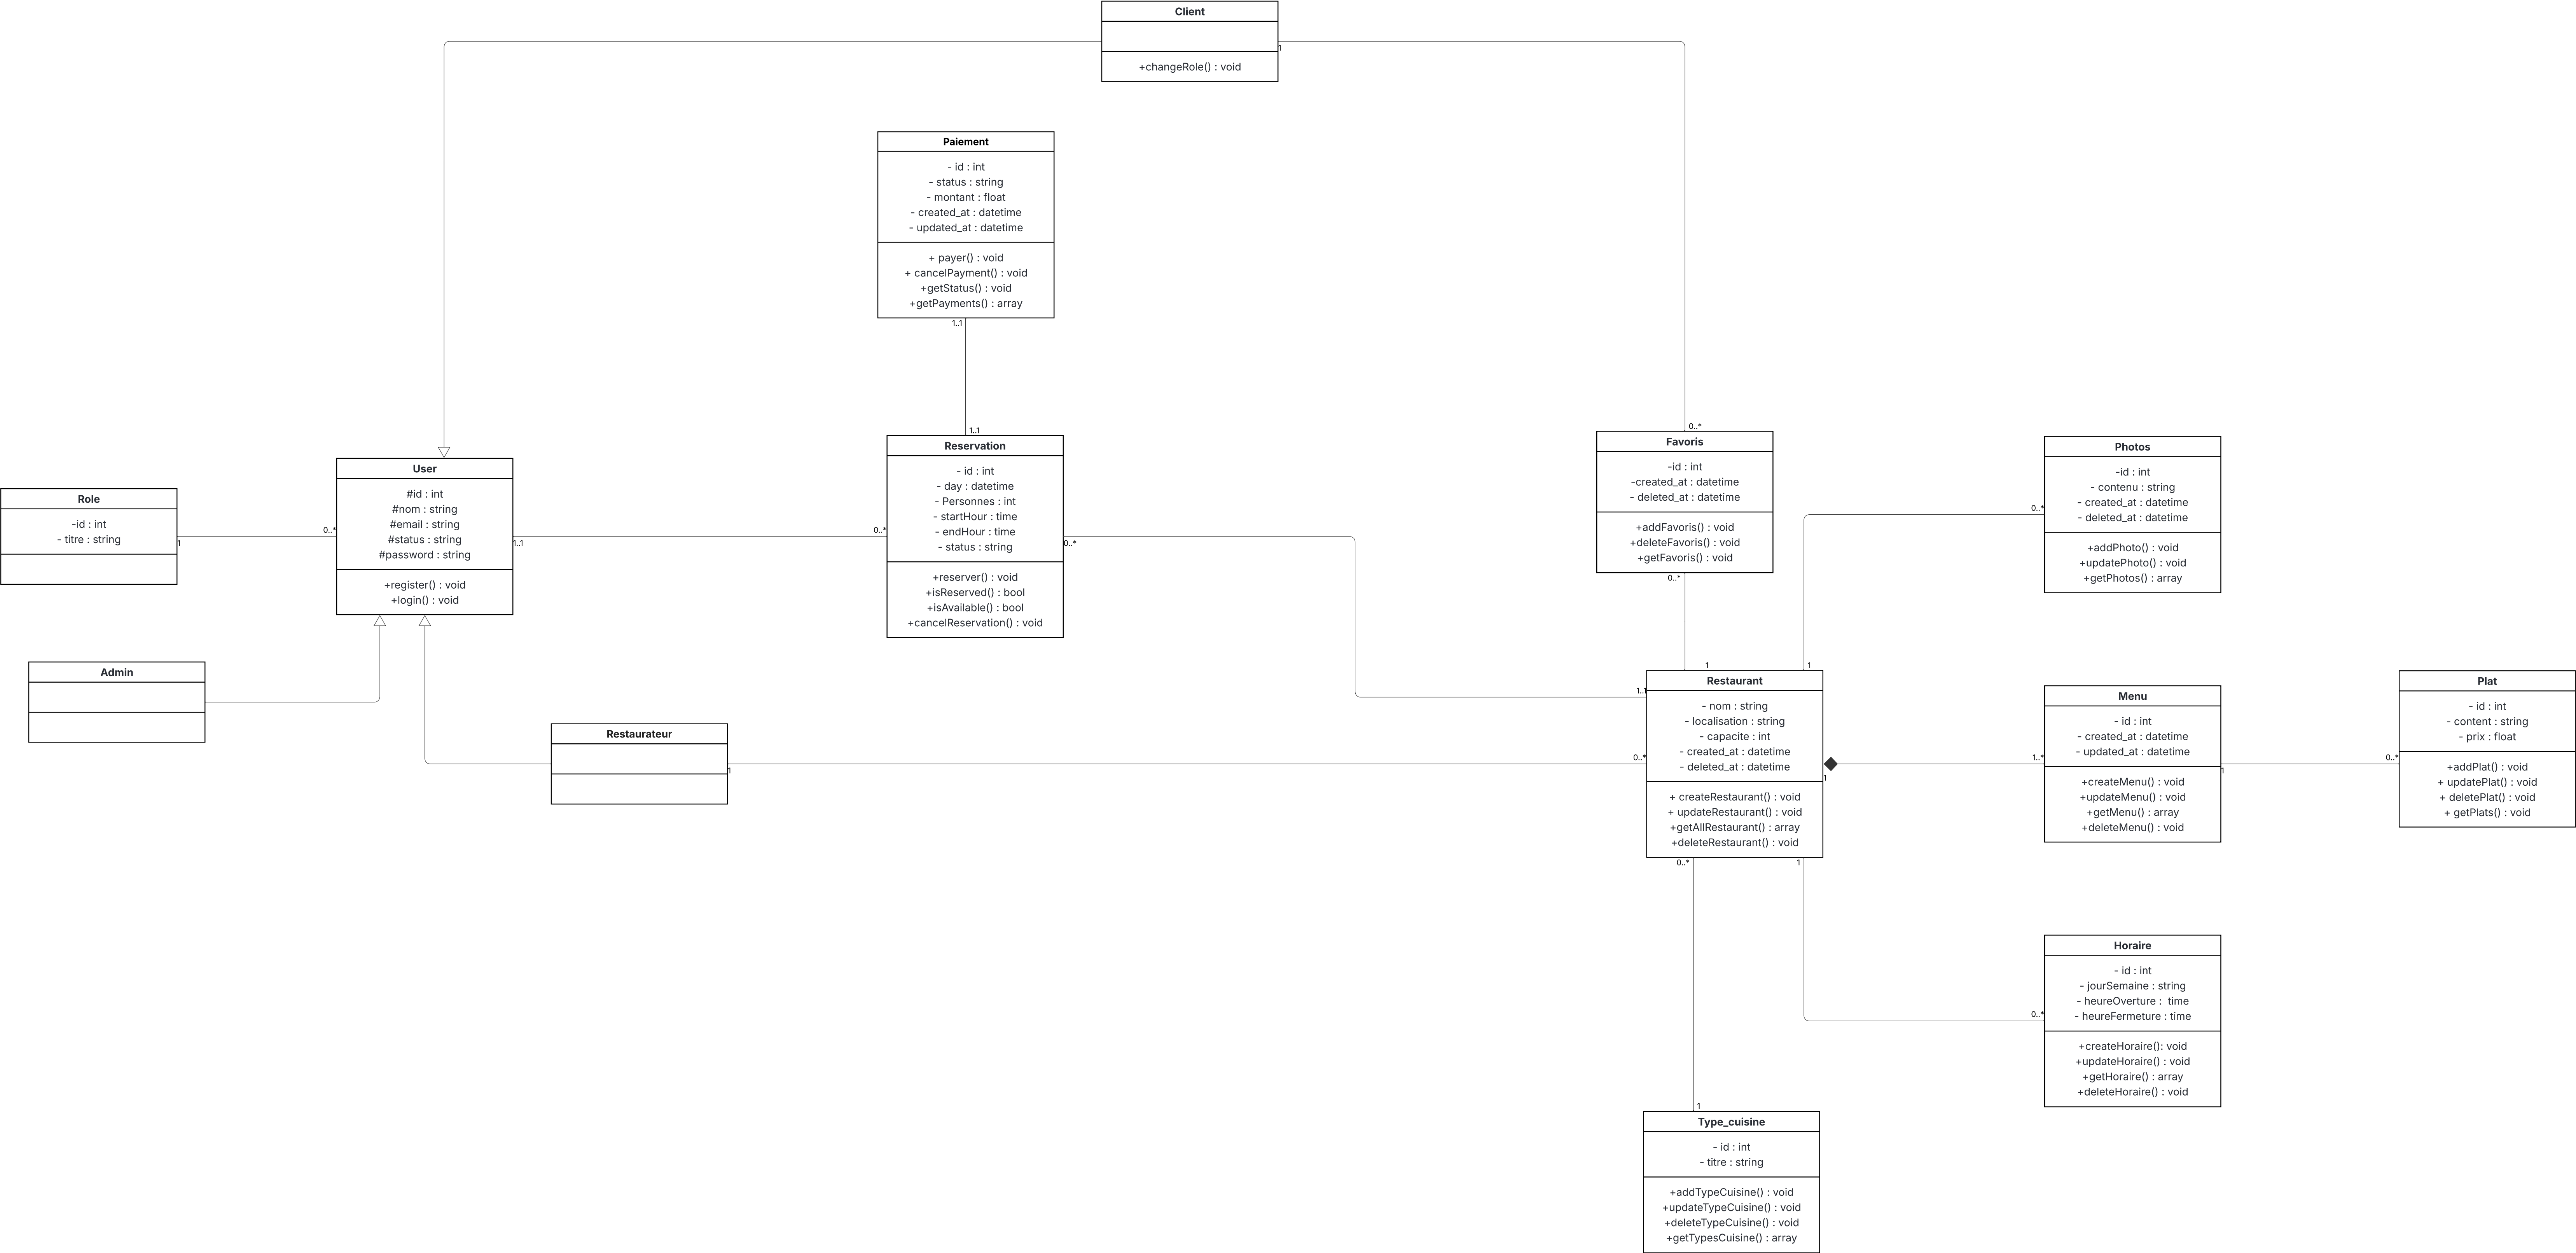 Client
+changeRole() : void
1
Paiement
- id : int
- status : string
- montant : float
- created_at : datetime
- updated_at : datetime
+ payer() : void
+ cancelPayment() : void
+getStatus() : void
+getPayments() : array
1..1
1..1
Reservation
- id : int
- day : datetime
- Personnes : int
- startHour : time
- endHour : time
- status : string
+reserver() : void
+isReserved() : bool
+isAvailable() : bool
+cancelReservation() : void
0..*
0..*
User
#id : int
#nom : string
#email : string
#status : string
#password : string
+register() : void
+login() : void
0..*
1..1
Role
-id : int
- titre : string
1
Admin
Restaurateur
1
0..*
Favoris
-id : int
-created_at : datetime
- deleted_at : datetime
+addFavoris() : void
+deleteFavoris() : void
+getFavoris() : void
0..*
Photos
-id : int
- contenu : string
- created_at : datetime
- deleted_at : datetime
+addPhoto() : void
+updatePhoto() : void
+getPhotos() : array
0..*
1
1
1..1
Restaurant
- nom : string
- localisation : string
- capacite : int
- created_at : datetime
- deleted_at : datetime
+ createRestaurant() : void
+ updateRestaurant() : void
+getAllRestaurant() : array
+deleteRestaurant() : void
0..*
1
0..*
1
Menu
- id : int
- created_at : datetime
- updated_at : datetime
+createMenu() : void
+updateMenu() : void
+getMenu() : array
+deleteMenu() : void
1..*
1
Plat
- id : int
- content : string
- prix : float
+addPlat() : void
+ updatePlat() : void
+ deletePlat() : void
+ getPlats() : void
0..*
Horaire
- id : int
- jourSemaine : string
- heureOverture :  time
- heureFermeture : time
+createHoraire(): void
+updateHoraire() : void
+getHoraire() : array
+deleteHoraire() : void
0..*
1
Type_cuisine
- id : int
- titre : string
+addTypeCuisine() : void
+updateTypeCuisine() : void
+deleteTypeCuisine() : void
+getTypesCuisine() : array